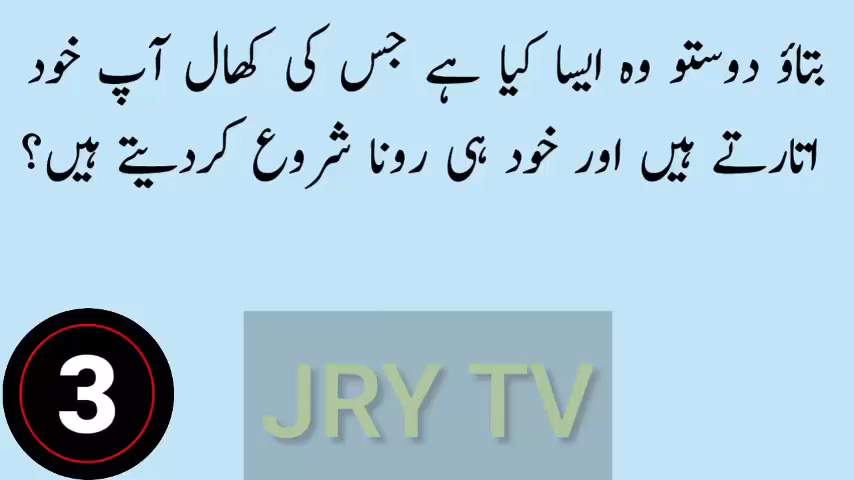 بتاؤ دوستو وہ ایسا کیا ہے جس کی کھال آپ خود
اتارتے ہیں اور خود ہی رونا شروع کردیتے ہیں؟
3
JRY TV